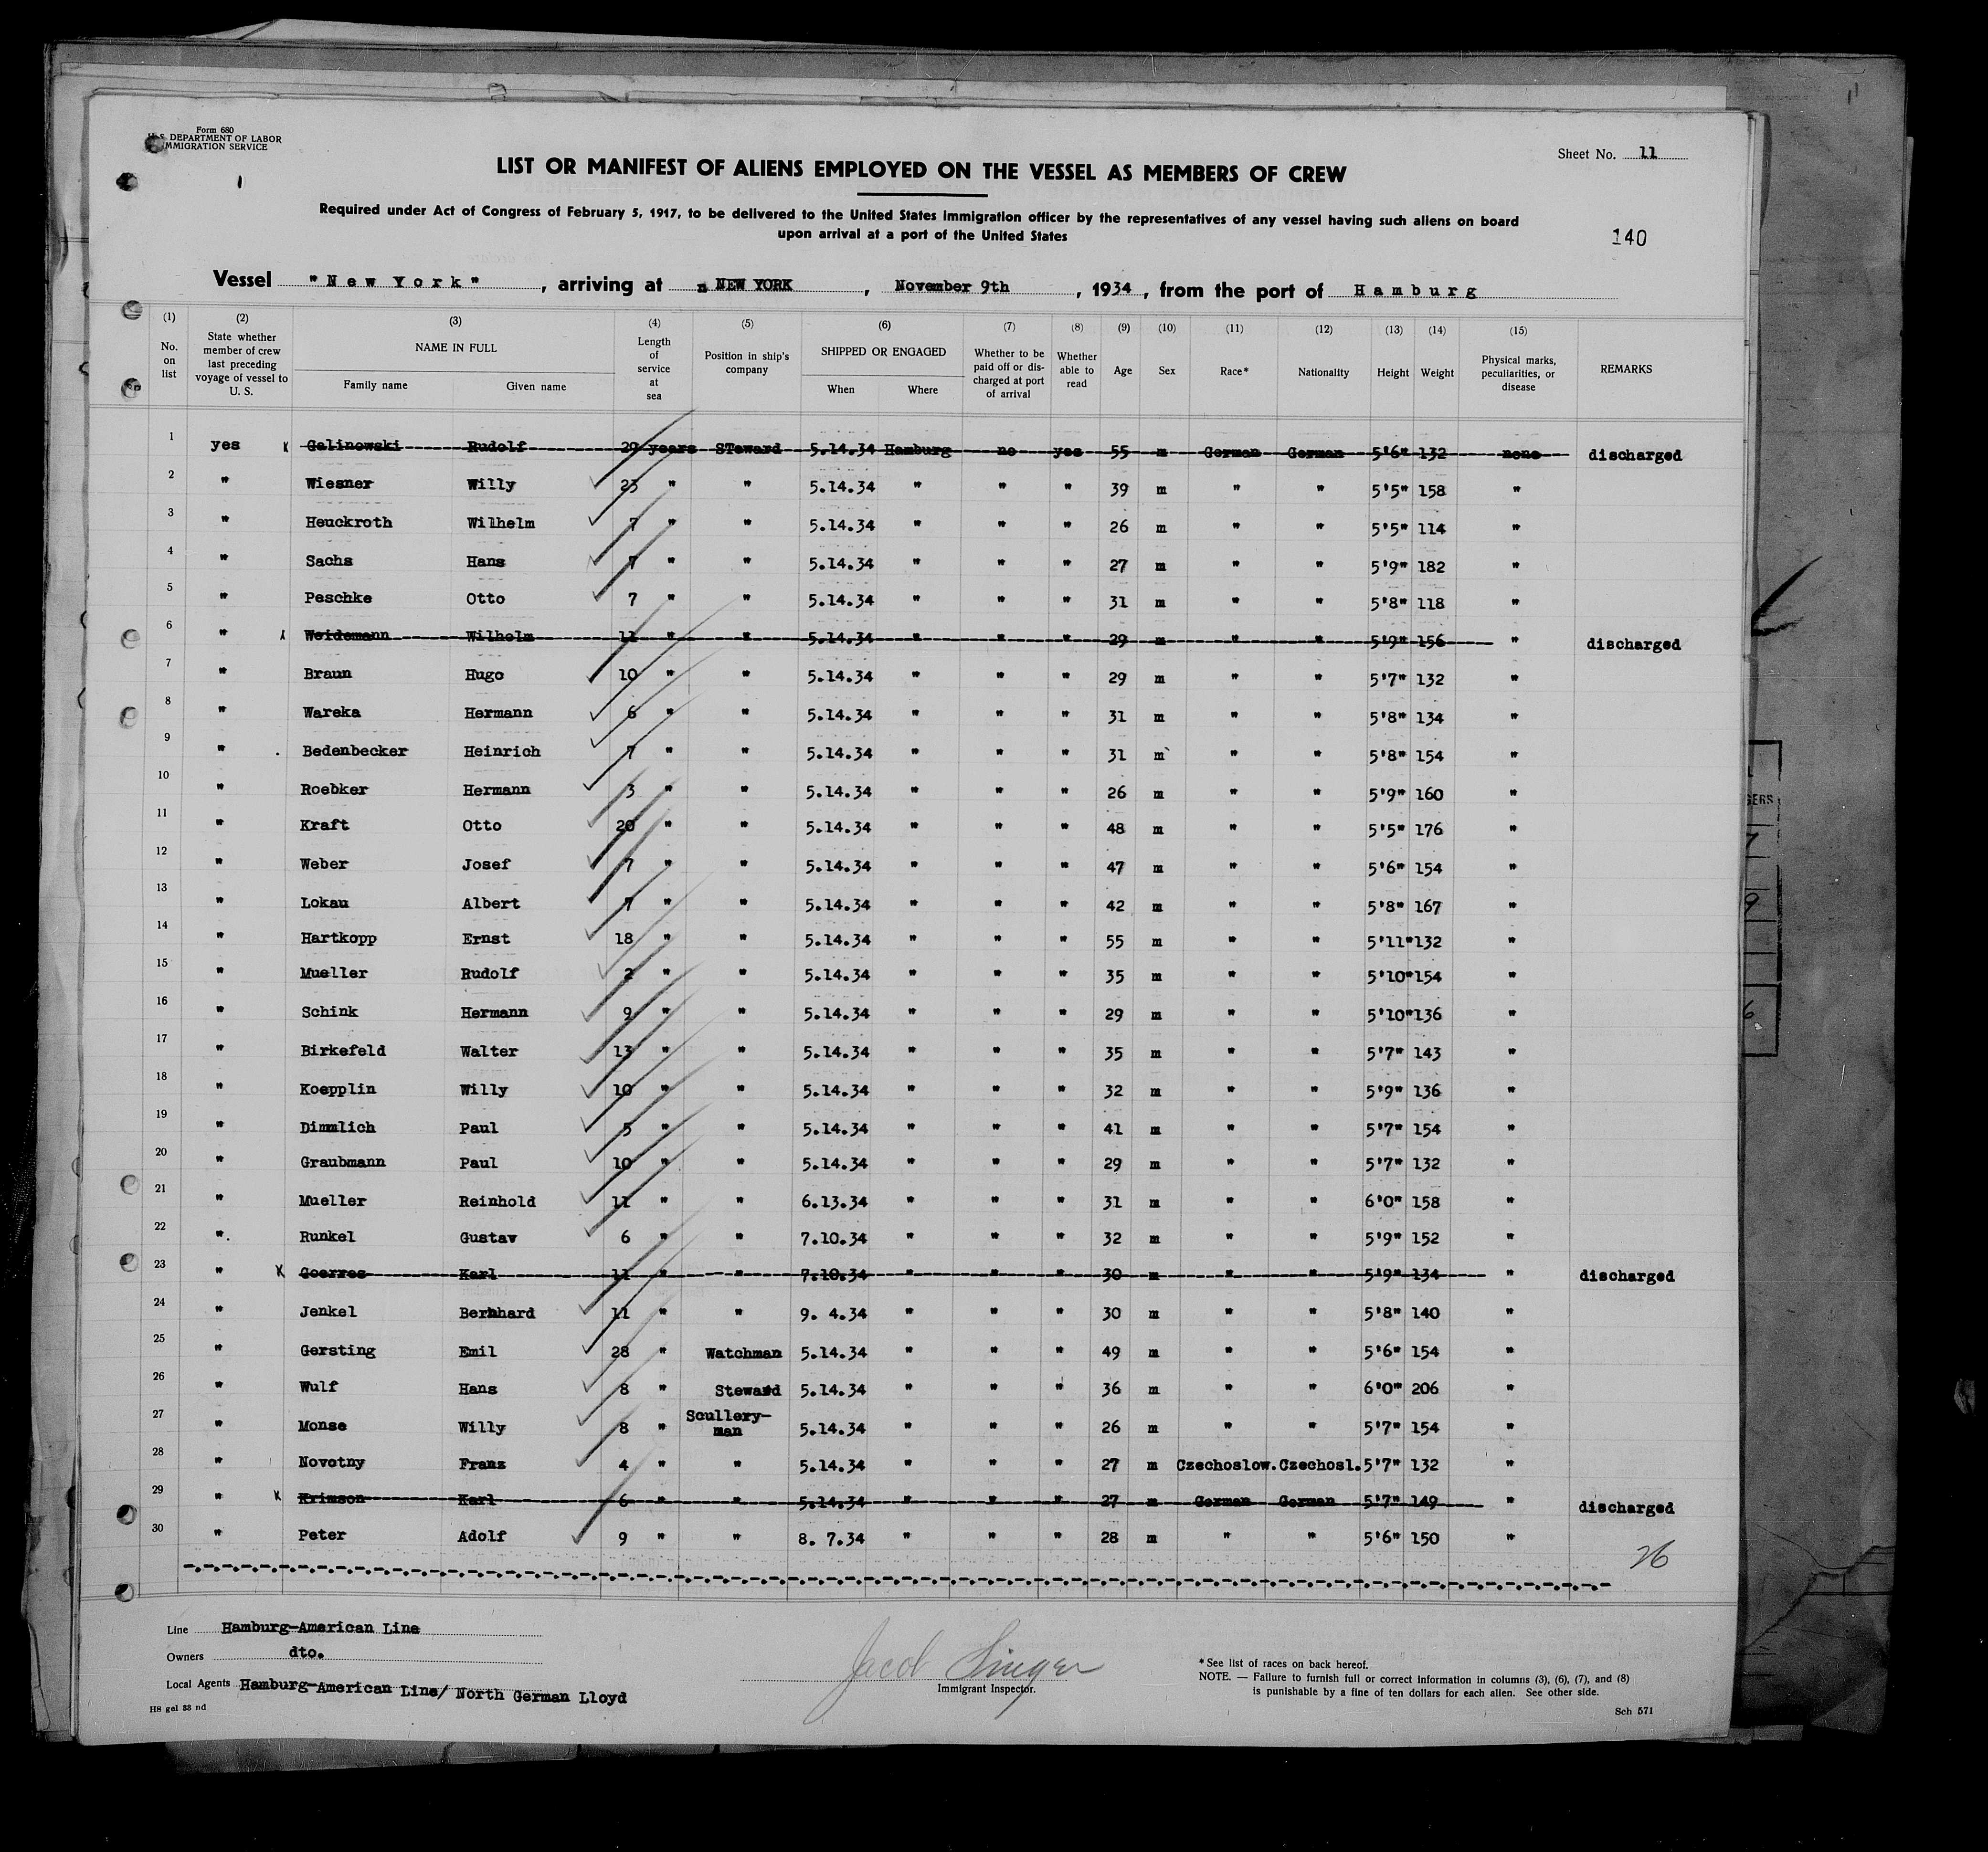 Form 680
U.S. DEPARTMENT OF LABOR
IMMIGRATION SERVICE
Sheet No. 11
LIST OR MANIFEST OF ALIENS EMPLOYED ON THE VESSEL AS MEMBERS OF CREW
Required under Act of Congress of February 5, 1917, to be delivered to the United States immigration officer by the representatives of any vessel having such aliens on board
upon arrival at a port of the United States
140
Vessel "New York", arriving at NEW YORK, November 9th, 1934, from the port of Hamburg
(1) No. on list (2) State whether member of crew last preceding voyage of vessel to U. S. (3) NAME IN FULL Family name Given name (4) Length of service at sea (5) Position in ship's company (6) SHIPPED OR ENGAGED When Where (7) Whether to be paid off or discharged at port of arrival (8) Whether able to read (9) Age (10) Sex (11) Race* (12) Nationality (13) Height (14) Weight (15) Physical marks, peculiarities, or disease REMARKS
1 yes x Galinowski Rudolf 29 years STeward 5.14.34 Hamburg no yes 55 m German German 5'6" 132 none discharged
2 " Wiesner Willy 23 " " 5.14.34 " " " 39 m " " 5'5" 158 "
3 " Heuckroth Wilhelm 7 " " 5.14.34 " " " 26 m " " 5'5" 114 "
4 " Sachs Hans 7 " " 5.14.34 " " " 27 m " " 5'9" 182 "
5 " Peschke Otto 7 " " 5.14.34 " " " 31 m " " 5'8" 118 "
6 " x Weidemann Wilhelm 11 " " 5.14.34 " " " 29 m " " 5'9" 156 " discharged
7 " Braun Hugo 10 " " 5.14.34 " " " 29 m " " 5'7" 132 "
8 " Wareka Hermann 6 " " 5.14.34 " " " 31 m " " 5'8" 134 "
9 " Bedenbecker Heinrich 7 " " 5.14.34 " " " 31 m " " 5'8" 154 "
10 " Roebker Hermann 3 " " 5.14.34 " " " 26 m " " 5'9" 160 "
11 " Kraft Otto 20 " " 5.14.34 " " " 48 m " " 5'5" 176 "
12 " Weber Josef 7 " " 5.14.34 " " " 47 m " " 5'6" 154 "
13 " Lokau Albert 7 " " 5.14.34 " " " 42 m " " 5'8" 167 "
14 " Hartkopp Ernst 18 " " 5.14.34 " " " 55 m " " 5'11" 132 "
15 " Mueller Rudolf 2 " " 5.14.34 " " " 35 m " " 5'10" 154 "
16 " Schink Hermann 9 " " 5.14.34 " " " 29 m " " 5'10" 136 "
17 " Birkefeld Walter 13 " " 5.14.34 " " " 35 m " " 5'7" 143 "
18 " Koepplin Willy 10 " " 5.14.34 " " " 32 m " " 5'9" 136 "
19 " Dimmlich Paul 5 " " 5.14.34 " " " 41 m " " 5'7" 154 "
20 " Graubmann Paul 10 " " 5.14.34 " " " 29 m " " 5'7" 132 "
21 " Mueller Reinhold 11 " " 6.13.34 " " " 31 m " " 6'0" 158 "
22 " Runkel Gustav 6 " " 7.10.34 " " " 32 m " " 5'9" 152 "
23 " x Goerres Karl 11 " " 7.10.34 " " " 30 m " " 5'9" 134 " discharged
24 " Jenkel Bernhard 11 " " 9. 4.34 " " " 30 m " " 5'8" 140 "
25 " Gersting Emil 28 " Watchman 5.14.34 " " " 49 m " " 5'6" 154 "
26 " Wulf Hans 8 " Steward 5.14.34 " " " 36 m " " 6'0" 206 "
27 " Monse Willy 8 " Scullery-man 5.14.34 " " " 26 m " " 5'7" 154 "
28 " Novotny Franz 4 " " 5.14.34 " " " 27 m Czechoslow. Czechosl. 5'7" 132 "
29 " x Krimson Karl 6 " " 5.14.34 " " " 27 m German German 5'7" 149 " discharged
30 " Peter Adolf 9 " " 8. 7.34 " " " 28 m " " 5'6" 150 "
26
Line Hamburg-American Line
Owners dto.
Local Agents Hamburg-American Line/ North German Lloyd
H8 gel 33 nd
Jacob Singer
Immigrant Inspector.
*See list of races on back hereof.
NOTE. — Failure to furnish full or correct information in columns (3), (6), (7), and (8)
is punishable by a fine of ten dollars for each alien. See other side.
Sch 571